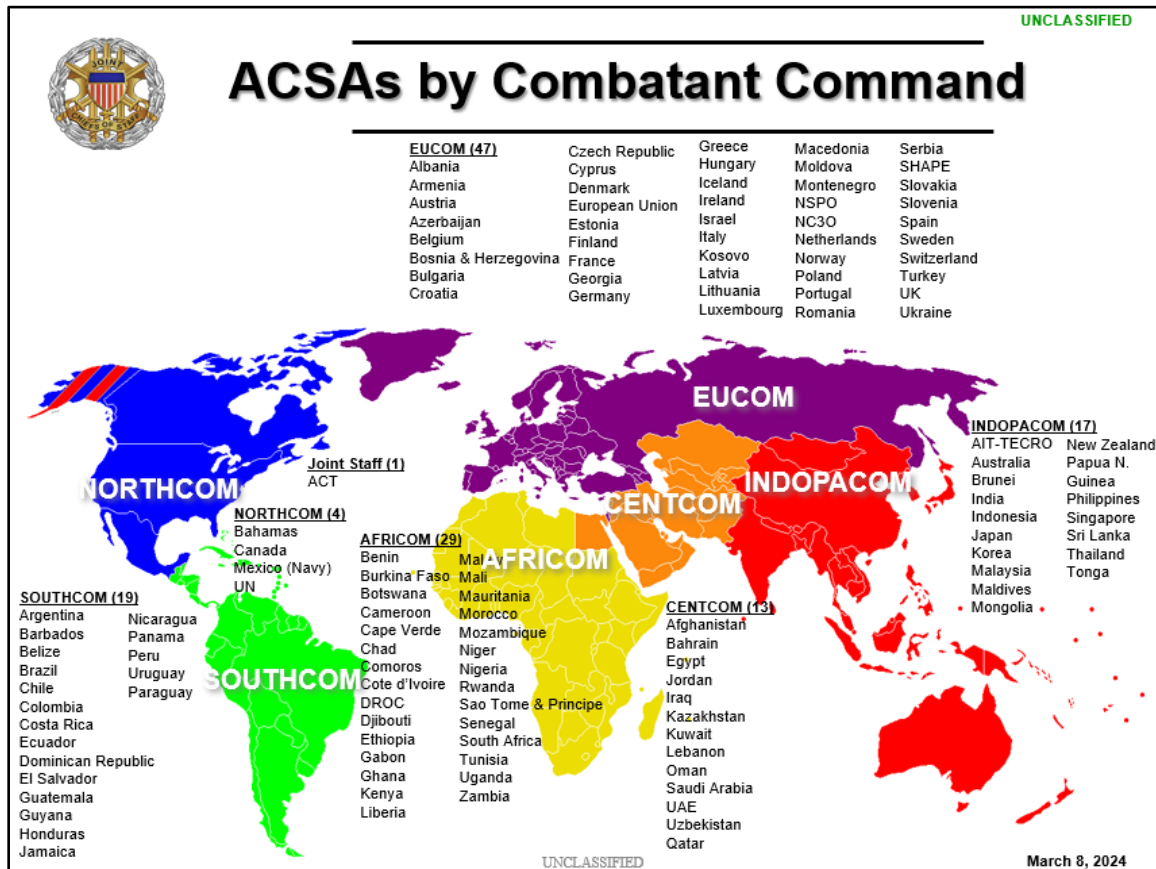 UNCLASSIFIED
JOINT
CHIEFS OF STAFF
ACSAs by Combatant Command
EUCOM (47)
Albania
Armenia
Austria
Azerbaijan
Belgium
Bosnia & Herzegovina
Bulgaria
Croatia
Czech Republic
Cyprus
Denmark
European Union
Estonia
Finland
France
Georgia
Germany
Greece
Hungary
Iceland
Ireland
Israel
Italy
Kosovo
Latvia
Lithuania
Luxembourg
Macedonia
Moldova
Montenegro
NSPO
NC3O
Netherlands
Norway
Poland
Portugal
Romania
Serbia
SHAPE
Slovakia
Slovenia
Spain
Sweden
Switzerland
Turkey
UK
Ukraine
EUCOM
NORTHCOM
CENTCOM
INDOPACOM
AFRICOM
SOUTHCOM
Joint Staff (1)
ACT
NORTHCOM (4)
Bahamas
Canada
Mexico (Navy)
UN
INDOPACOM (17)
AIT-TECRO
Australia
Brunei
India
Indonesia
Japan
Korea
Malaysia
Maldives
Mongolia
New Zealand
Papua N.
Guinea
Philippines
Singapore
Sri Lanka
Thailand
Tonga
AFRICOM (29)
Benin
Burkina Faso
Botswana
Cameroon
Cape Verde
Chad
Comoros
Cote d'Ivoire
DROC
Djibouti
Ethiopia
Gabon
Ghana
Kenya
Liberia
Mali
Mauritania
Morocco
Mozambique
Niger
Nigeria
Rwanda
Sao Tome & Principe
Senegal
South Africa
Tunisia
Uganda
Zambia
SOUTHCOM (19)
Argentina
Barbados
Belize
Brazil
Chile
Colombia
Costa Rica
Ecuador
Dominican Republic
El Salvador
Guatemala
Guyana
Honduras
Jamaica
Nicaragua
Panama
Peru
Uruguay
Paraguay
CENTCOM (13)
Afghanistan
Bahrain
Egypt
Jordan
Iraq
Kazakhstan
Kuwait
Lebanon
Oman
Saudi Arabia
UAE
Uzbekistan
Qatar
UNCLASSIFIED
March 8, 2024